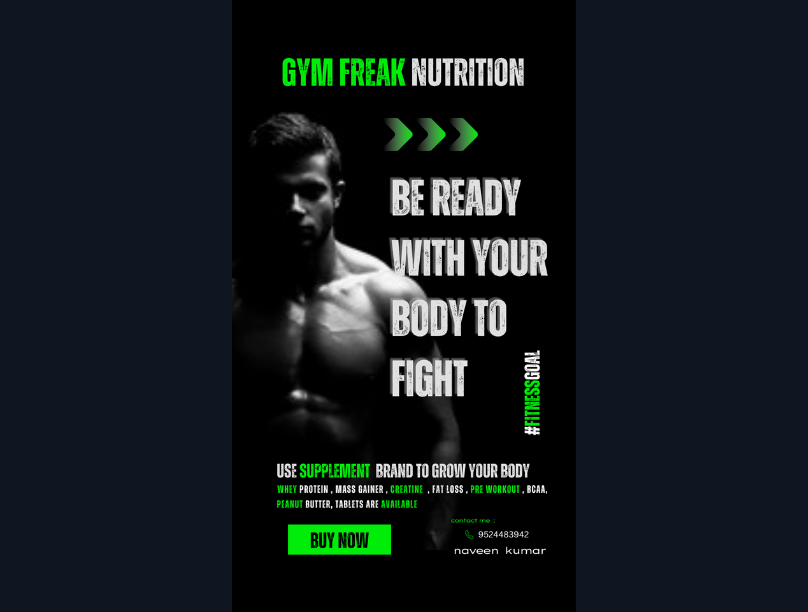 GYM FREAK NUTRITION
BE READY
WITH YOUR
BODY TO
FIGHT
#FITNESSGOAL
USE SUPPLEMENT BRAND TO GROW YOUR BODY
WHEY PROTEIN , MASS GAINER , CREATINE , FAT LOSS , PRE WORKOUT , BCAA,
PEANUT BUTTER, TABLETS ARE AVAILABLE
BUY NOW
contact me :
9524483942
naveen kumar